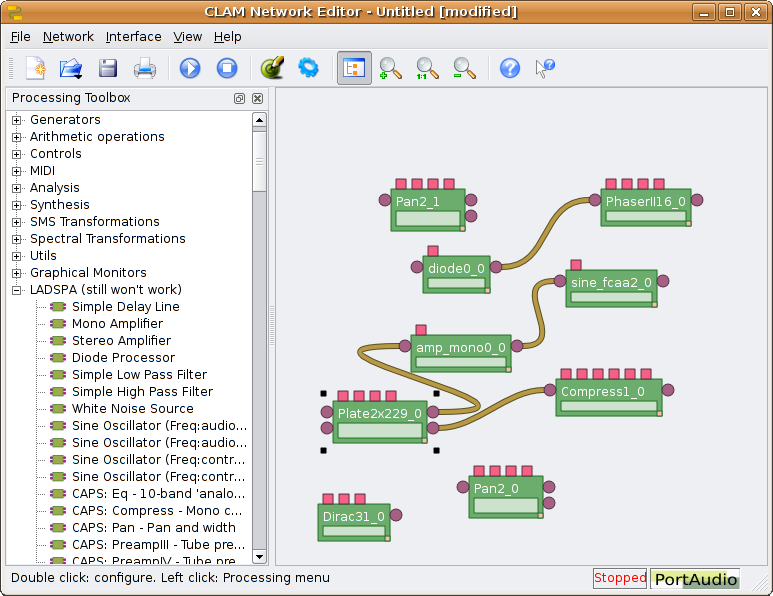 CLAM Network Editor - Untitled [modified]
File Network Interface View Help
1:1
Processing Toolbox
Generators
Arithmetic operations
Controls
MIDI
Analysis
Synthesis
SMS Transformations
Spectral Transformations
Utils
Graphical Monitors
LADSPA (still won't work)
Simple Delay Line
Mono Amplifier
Stereo Amplifier
Diode Processor
Simple Low Pass Filter
Simple High Pass Filter
White Noise Source
Sine Oscillator (Freq:audio...
Sine Oscillator (Freq:audio...
Sine Oscillator (Freq:contr...
Sine Oscillator (Freq:contr...
CAPS: Eq - 10-band 'analo...
CAPS: Compress - Mono c...
CAPS: Pan - Pan and width
CAPS: PreampIII - Tube pre...
CAPS: PreampIV - Tube pre...
Pan2_1
PhaserII16_0
diode0_0
sine_fcaa2_0
amp_mono0_0
Compress1_0
Plate2x229_0
Pan2_0
Dirac31_0
Double click: configure. Left click: Processing menu
Stopped
PortAudio